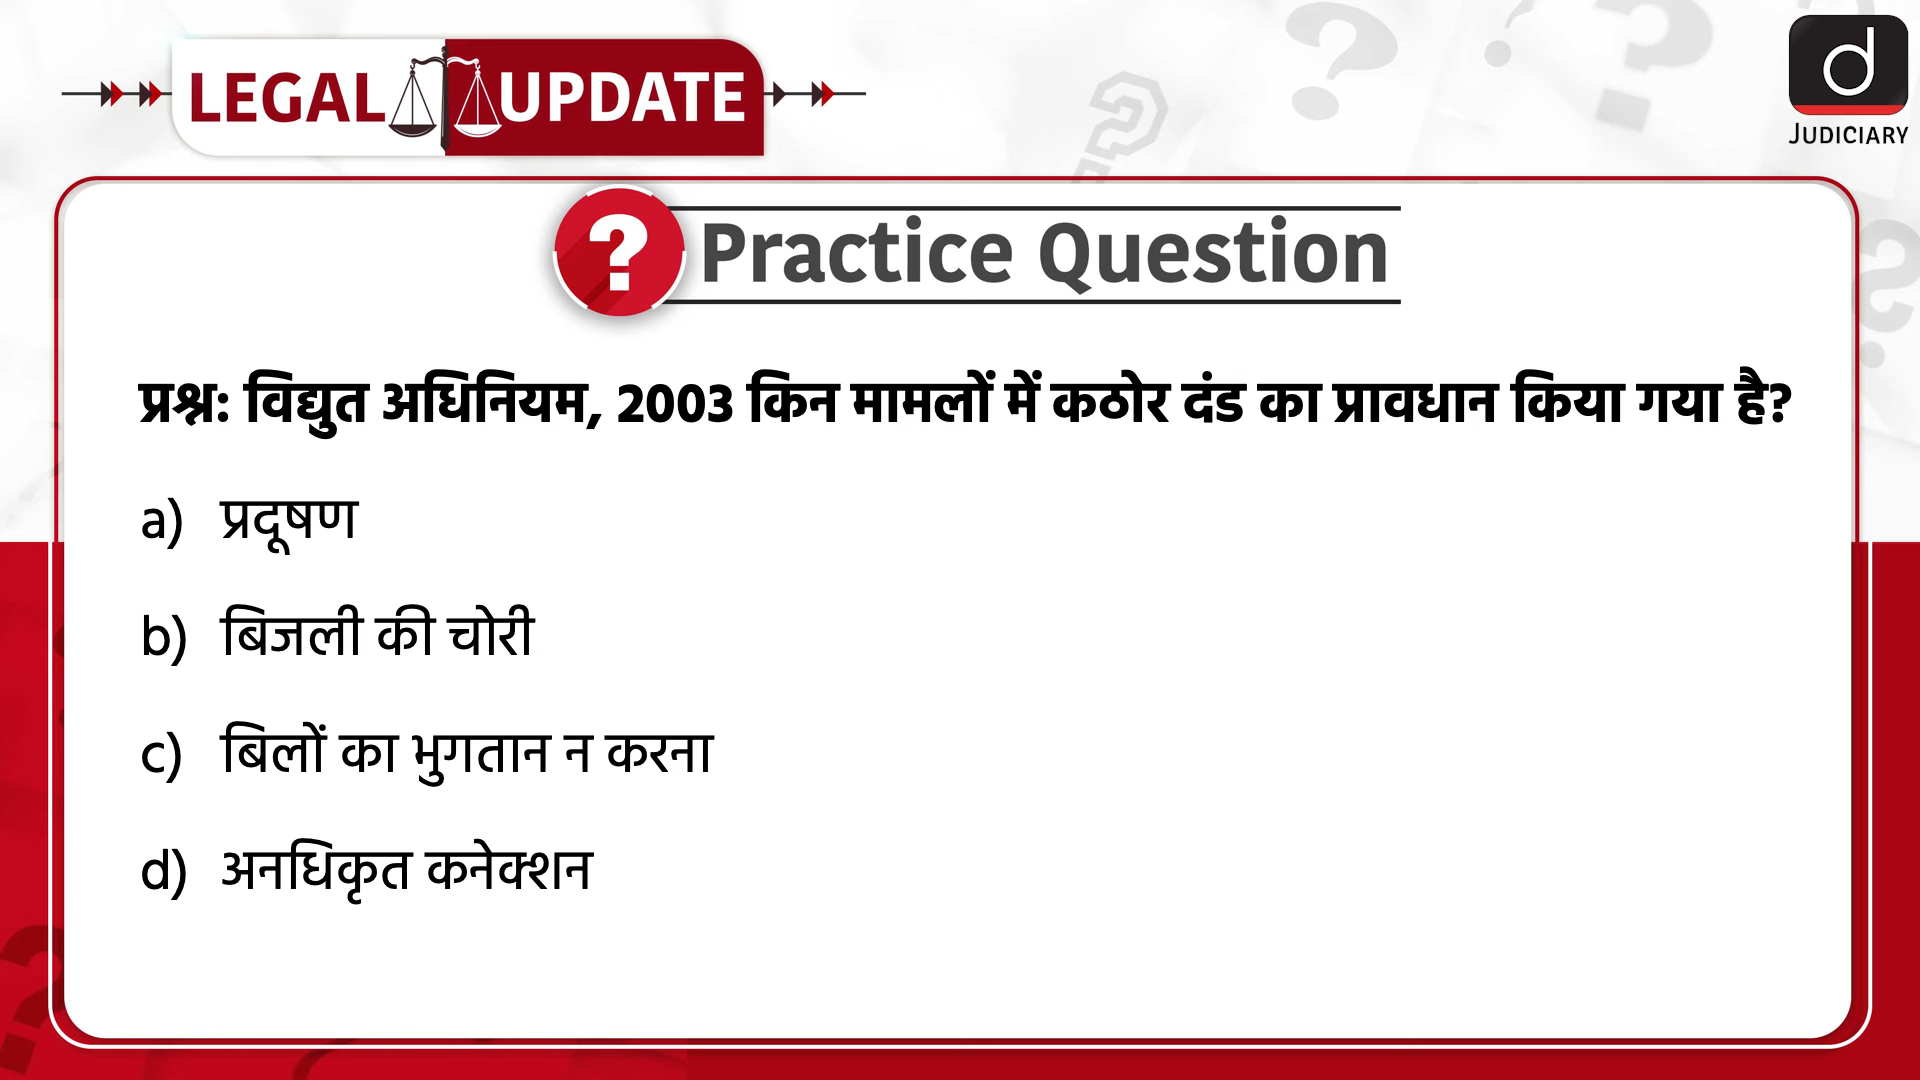 LEGAL UPDATE
d
JUDICIARY
? Practice Question
प्रश्न: विद्युत अधिनियम, 2003 किन मामलों में कठोर दंड का प्रावधान किया गया है?
a) प्रदूषण
b) बिजली की चोरी
c) बिलों का भुगतान न करना
d) अनधिकृत कनेक्शन